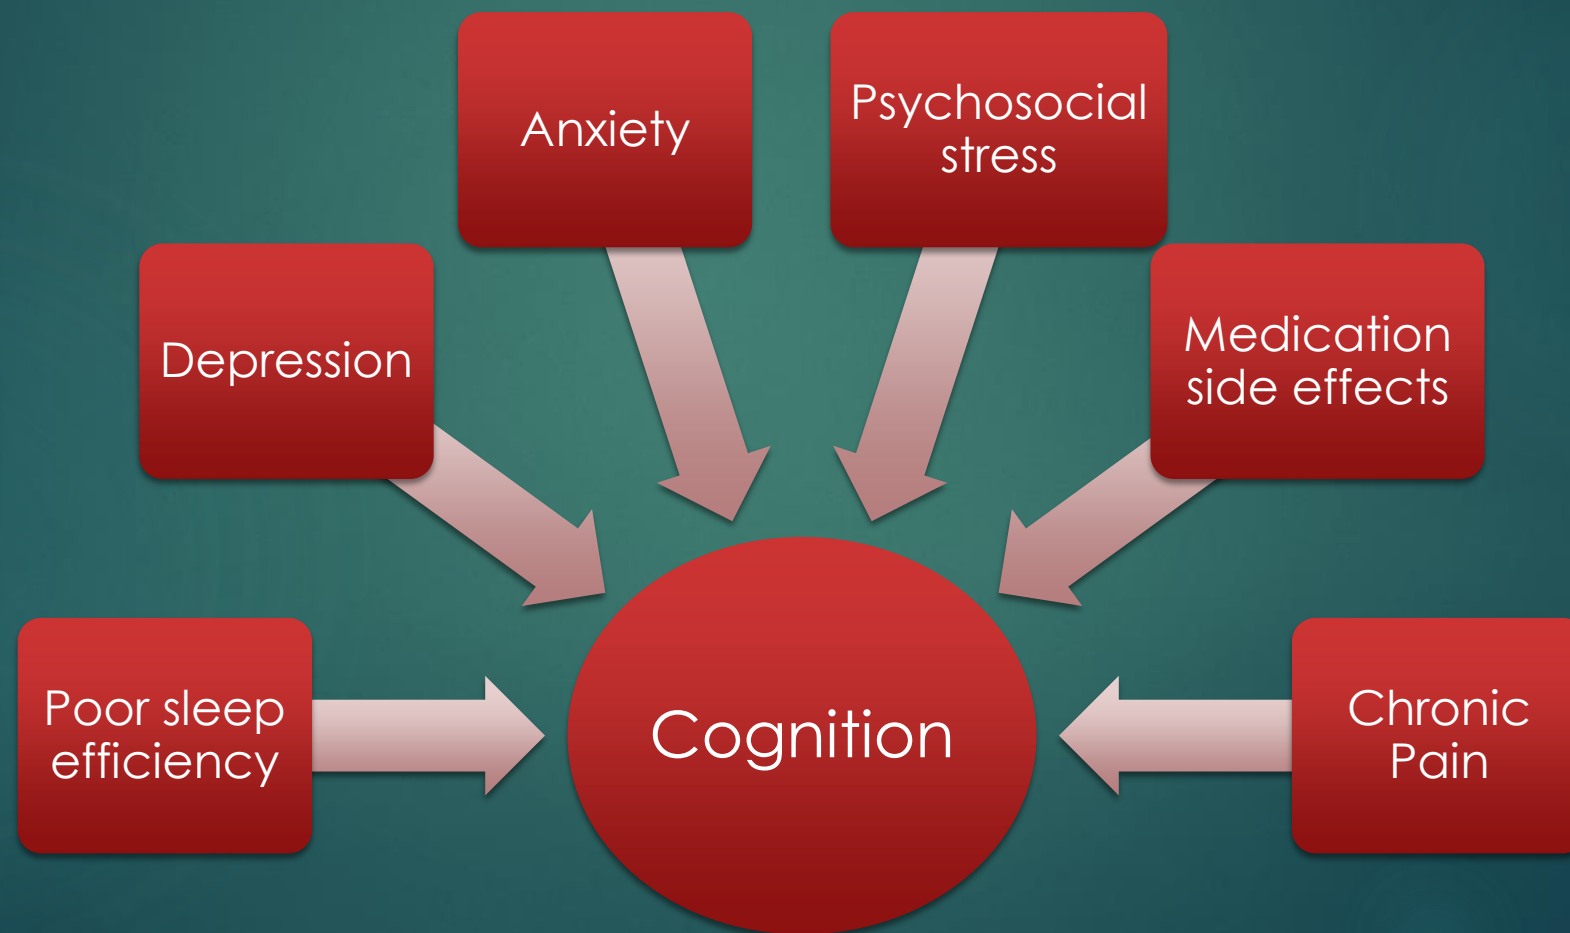 Anxiety
Psychosocial
stress
Depression
Medication
side effects
Poor sleep
efficiency
Cognition
Chronic
Pain